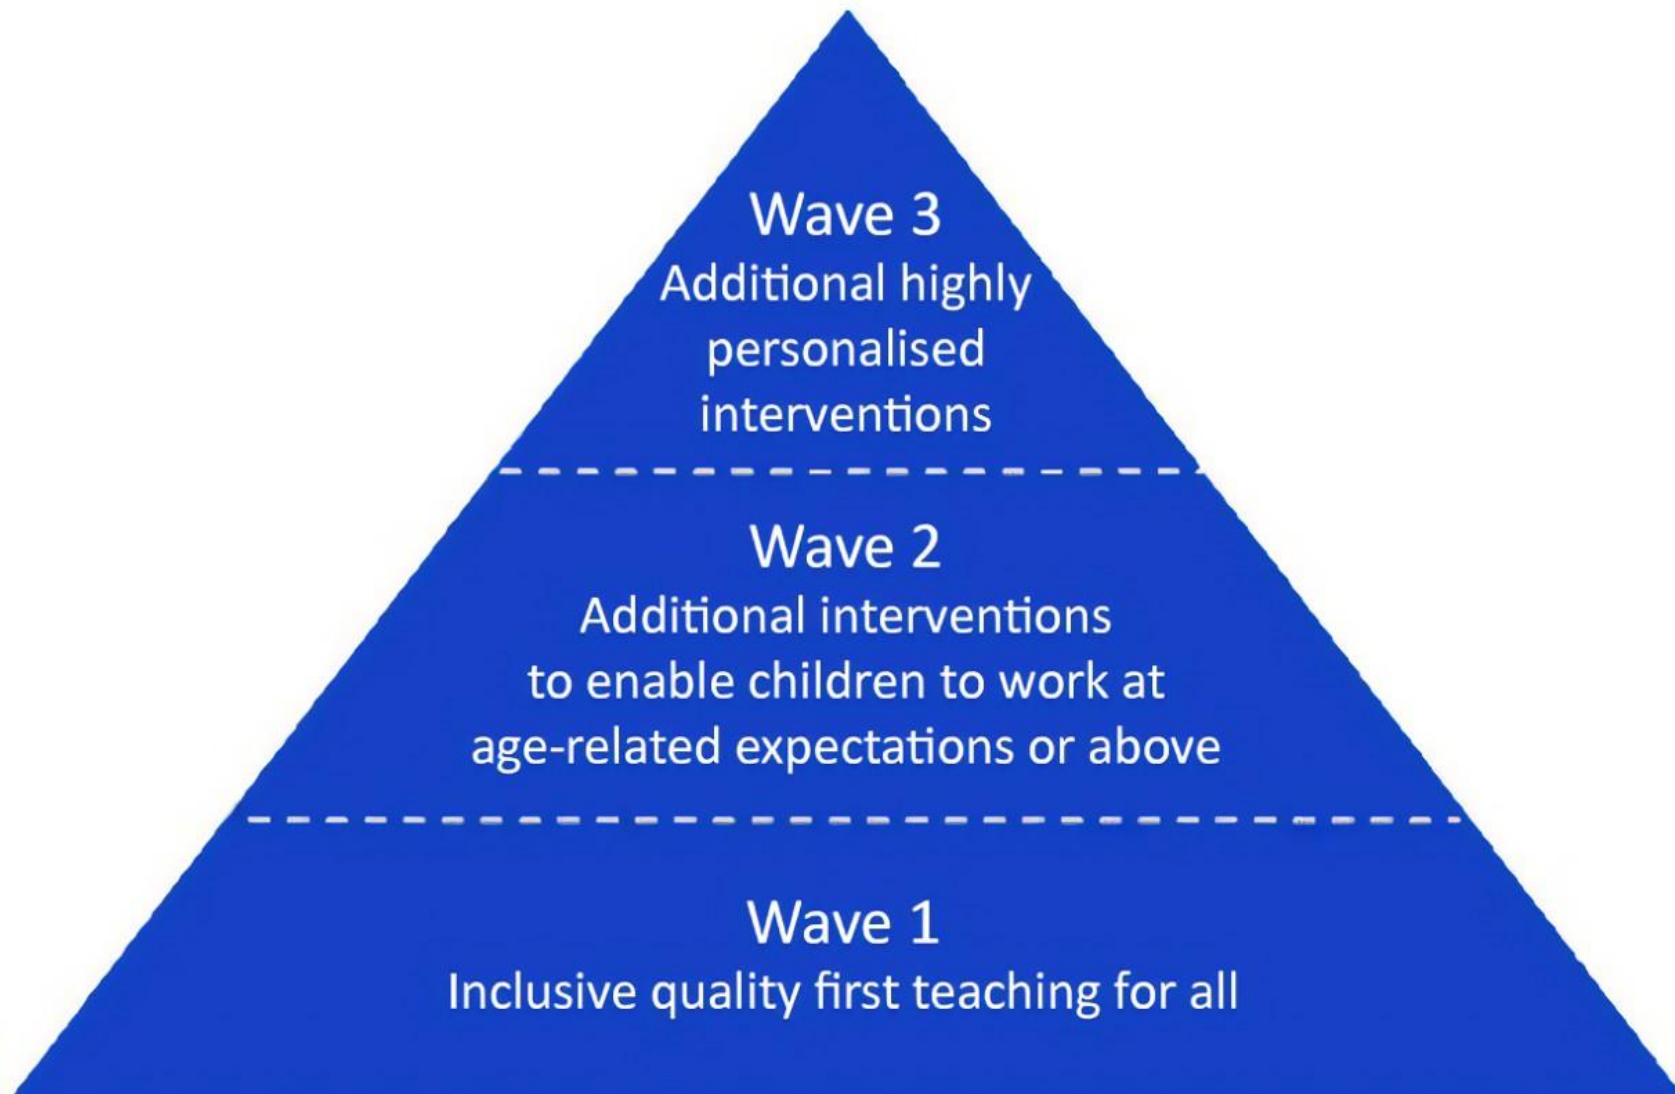 Wave 3
Additional highly
personalised
interventions
Wave 2
Additional interventions
to enable children to work at
age-related expectations or above
Wave 1
Inclusive quality first teaching for all